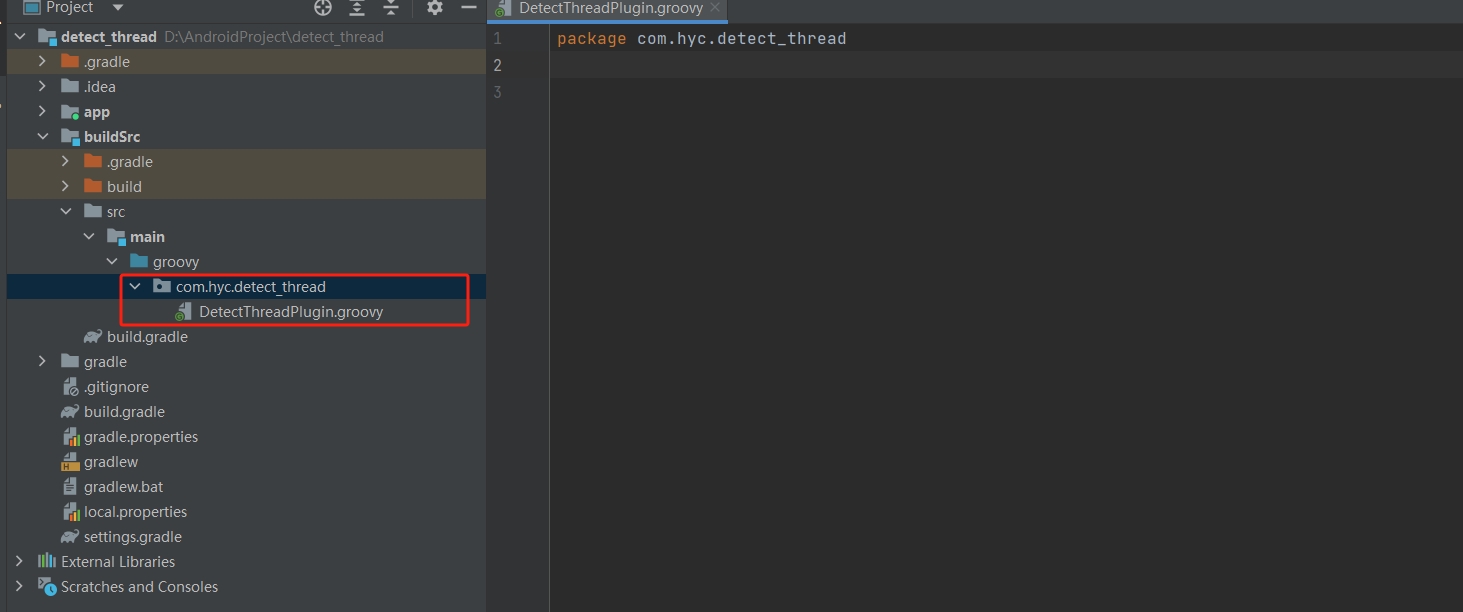 Project
detect_thread D:\AndroidProject\detect_thread
.gradle
.idea
app
buildSrc
.gradle
build
src
main
groovy
com.hyc.detect_thread
DetectThreadPlugin.groovy
build.gradle
gradle
.gitignore
build.gradle
gradle.properties
gradlew
gradlew.bat
local.properties
settings.gradle
External Libraries
Scratches and Consoles
DetectThreadPlugin.groovy
1 package com.hyc.detect_thread
2
3